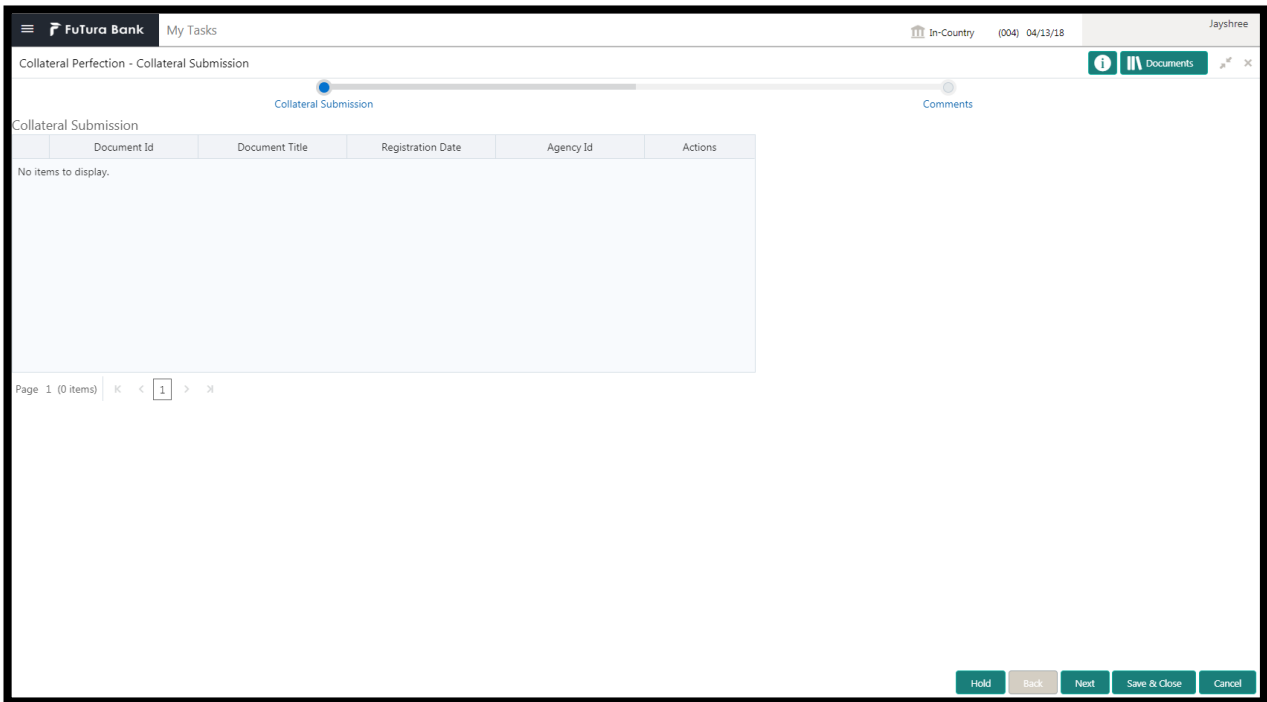 FuTura Bank My Tasks In-Country (004) 04/13/18 Jayshree
Collateral Perfection - Collateral Submission Documents
Collateral Submission Comments
Collateral Submission
Document Id Document Title Registration Date Agency Id Actions
No items to display.
Page 1 (0 items) 1
Hold Back Next Save & Close Cancel